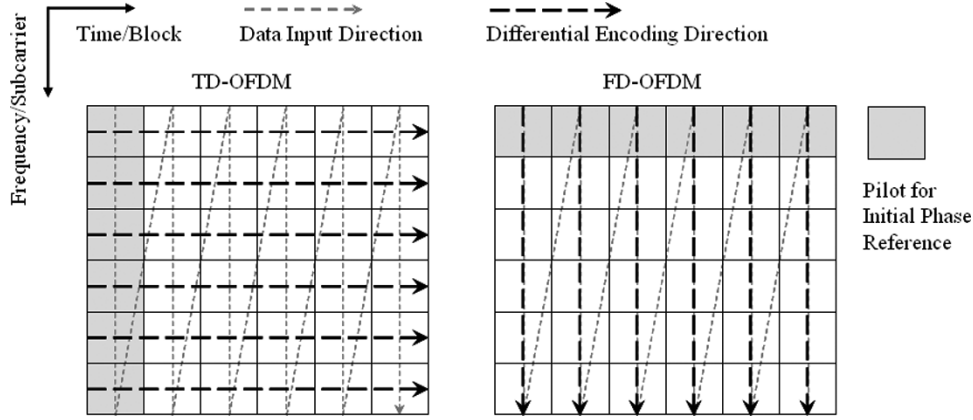 Time/Block
Data Input Direction
Differential Encoding Direction
Frequency/Subcarrier
TD-OFDM
FD-OFDM
Pilot for
Initial Phase
Reference